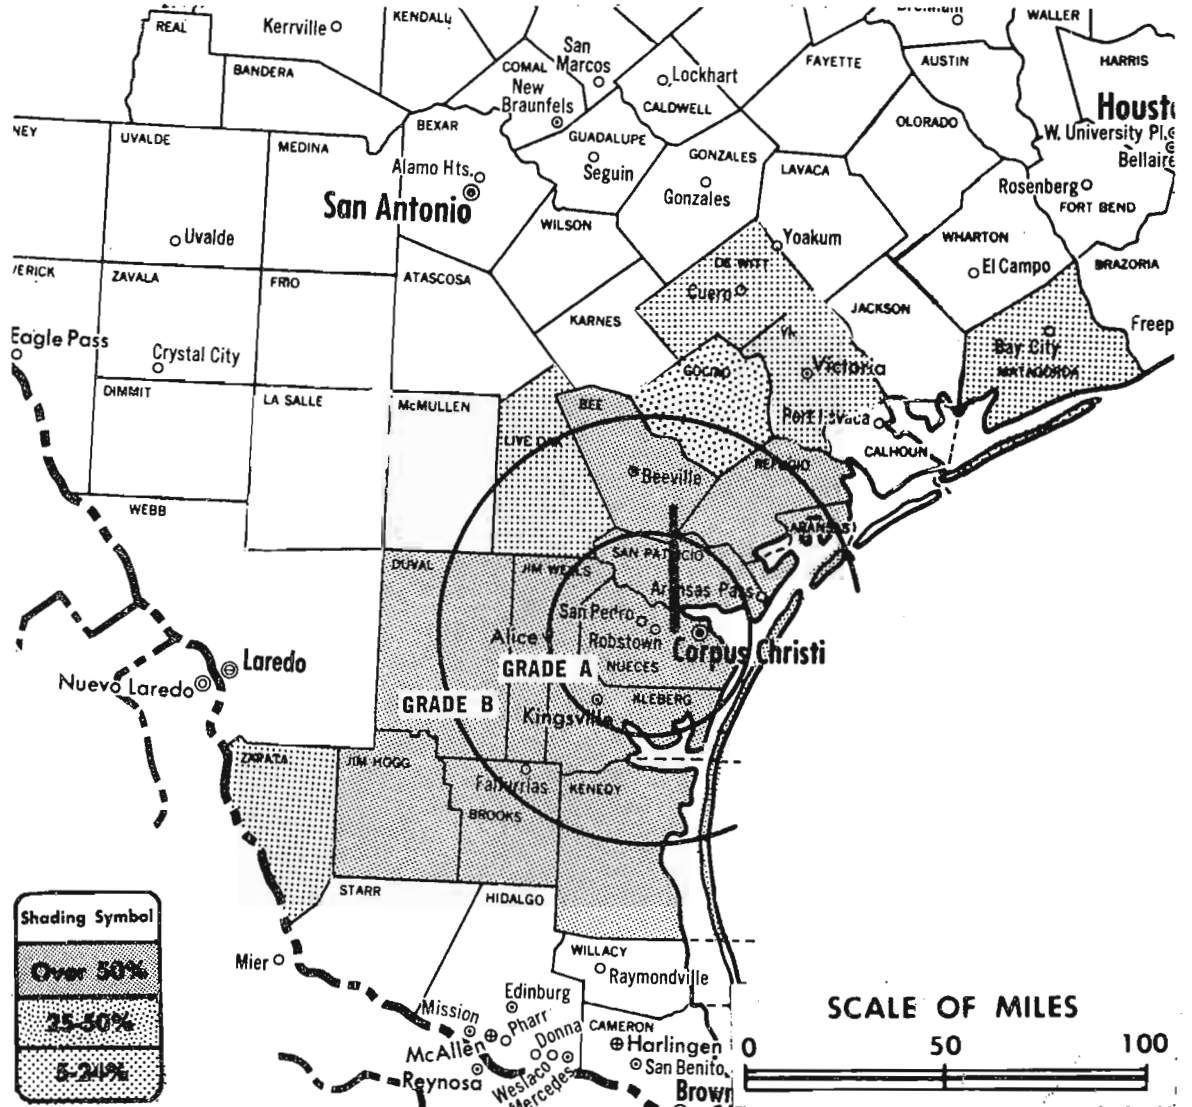 REAL
Kerrville
KENDALL
San
Marcos
WALLER
BANDERA
COMAL
New
Braunfels
Lockhart
CALDWELL
FAYETTE
AUSTIN
HARRIS
UVALDE
MEDINA
BEXAR
Alamo Hts.
San Antonio
GUADALUPE
Seguin
GONZALES
Gonzales
LAVACA
COLORADO
W. University Pl.
Bellaire
Rosenberg
FORT BEND
Uvalde
WILSON
Yoakum
WHARTON
El Campo
BRAZORIA
ZAVALA
FRIO
ATASCOSA
DE WITT
Cuero
KARNES
JACKSON
Eagle Pass
Crystal City
Victoria
Bay City
MATAGORDA
Freep
DIMMIT
LA SALLE
McMULLEN
LIVE OAK
BEE
GOLIAD
Port Lavaca
CALHOUN
Beeville
REFUGIO
WEBB
ARANSAS
DUVAL
JIM WELLS
SAN PATRICIO
Aransas Pass
San Pedro
Alice
Robstown
Corpus Christi
NUECES
GRADE A
Laredo
Nuevo Laredo
GRADE B
KLEBERG
Kingsville
ZAPATA
JIM HOGG
Falfurrias
KENEDY
BROOKS
STARR
HIDALGO
Shading Symbol
Over 50%
25-50%
5-24%
Mier
WILLACY
Raymondville
Edinburg
Mission
Pharr
Donna
CAMERON
McAllen
Harlingen
Reynosa
Weslaco
Mercedes
San Benito
Brown
SCALE OF MILES
0 50 100